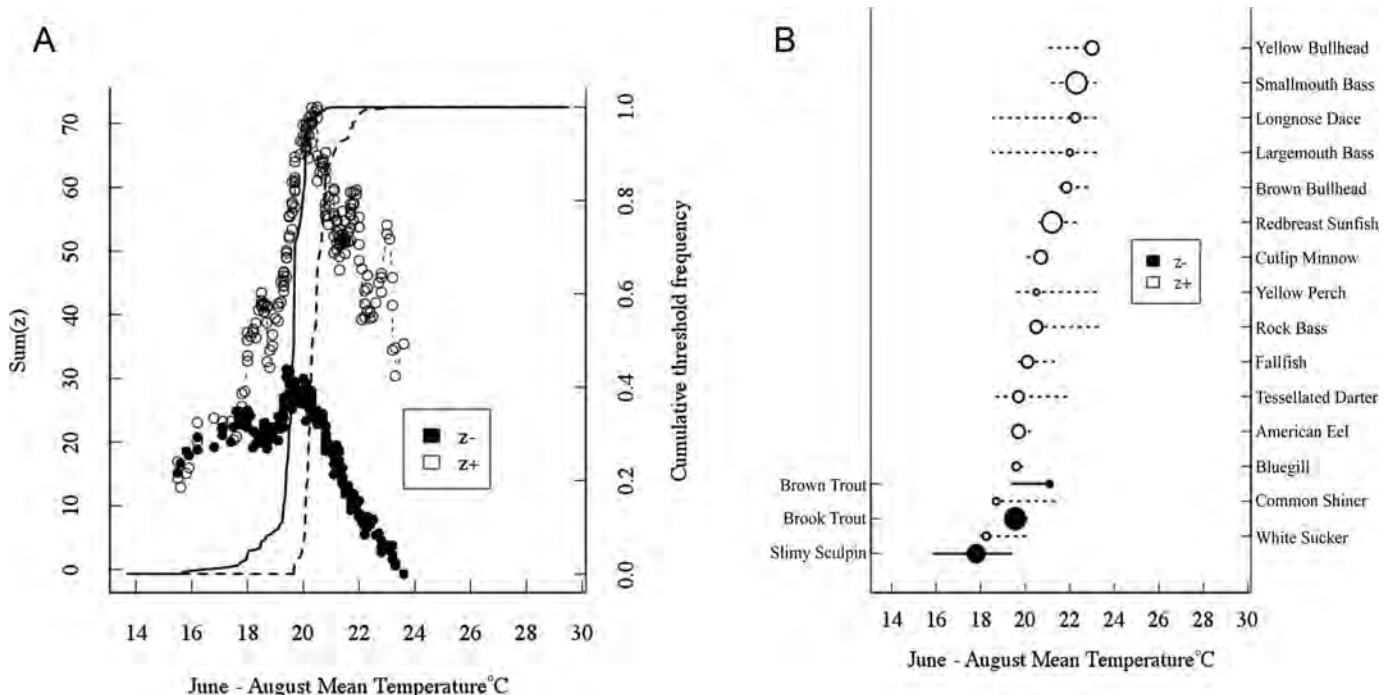 A
Sum(z)
70
60
50
40
30
20
10
0
1.0
0.8
0.6
0.4
0.2
0.0
Cumulative threshold frequency
z-
z+
14 16 18 20 22 24 26 28 30
June - August Mean Temperature°C
B
Yellow Bullhead
Smallmouth Bass
Longnose Dace
Largemouth Bass
Brown Bullhead
Redbreast Sunfish
Cutlip Minnow
Yellow Perch
Rock Bass
Fallfish
Tessellated Darter
American Eel
Bluegill
Common Shiner
White Sucker
Brown Trout
Brook Trout
Slimy Sculpin
z-
z+
14 16 18 20 22 24 26 28 30
June - August Mean Temperature°C